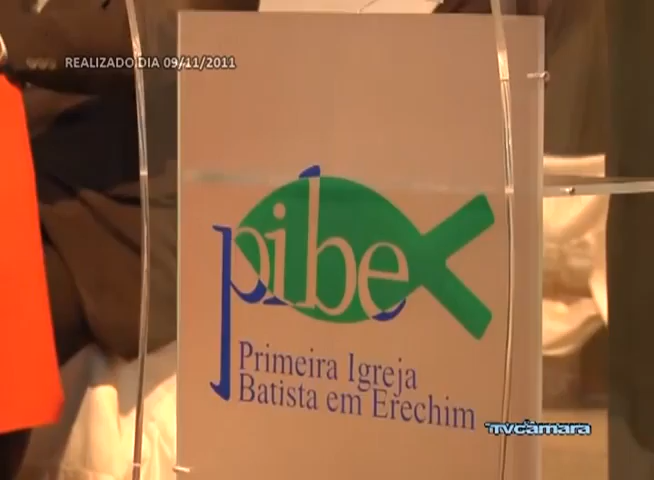 REALIZADO DIA 09/11/2011
pibe
Primeira Igreja
Batista em Erechim
TVcâmara